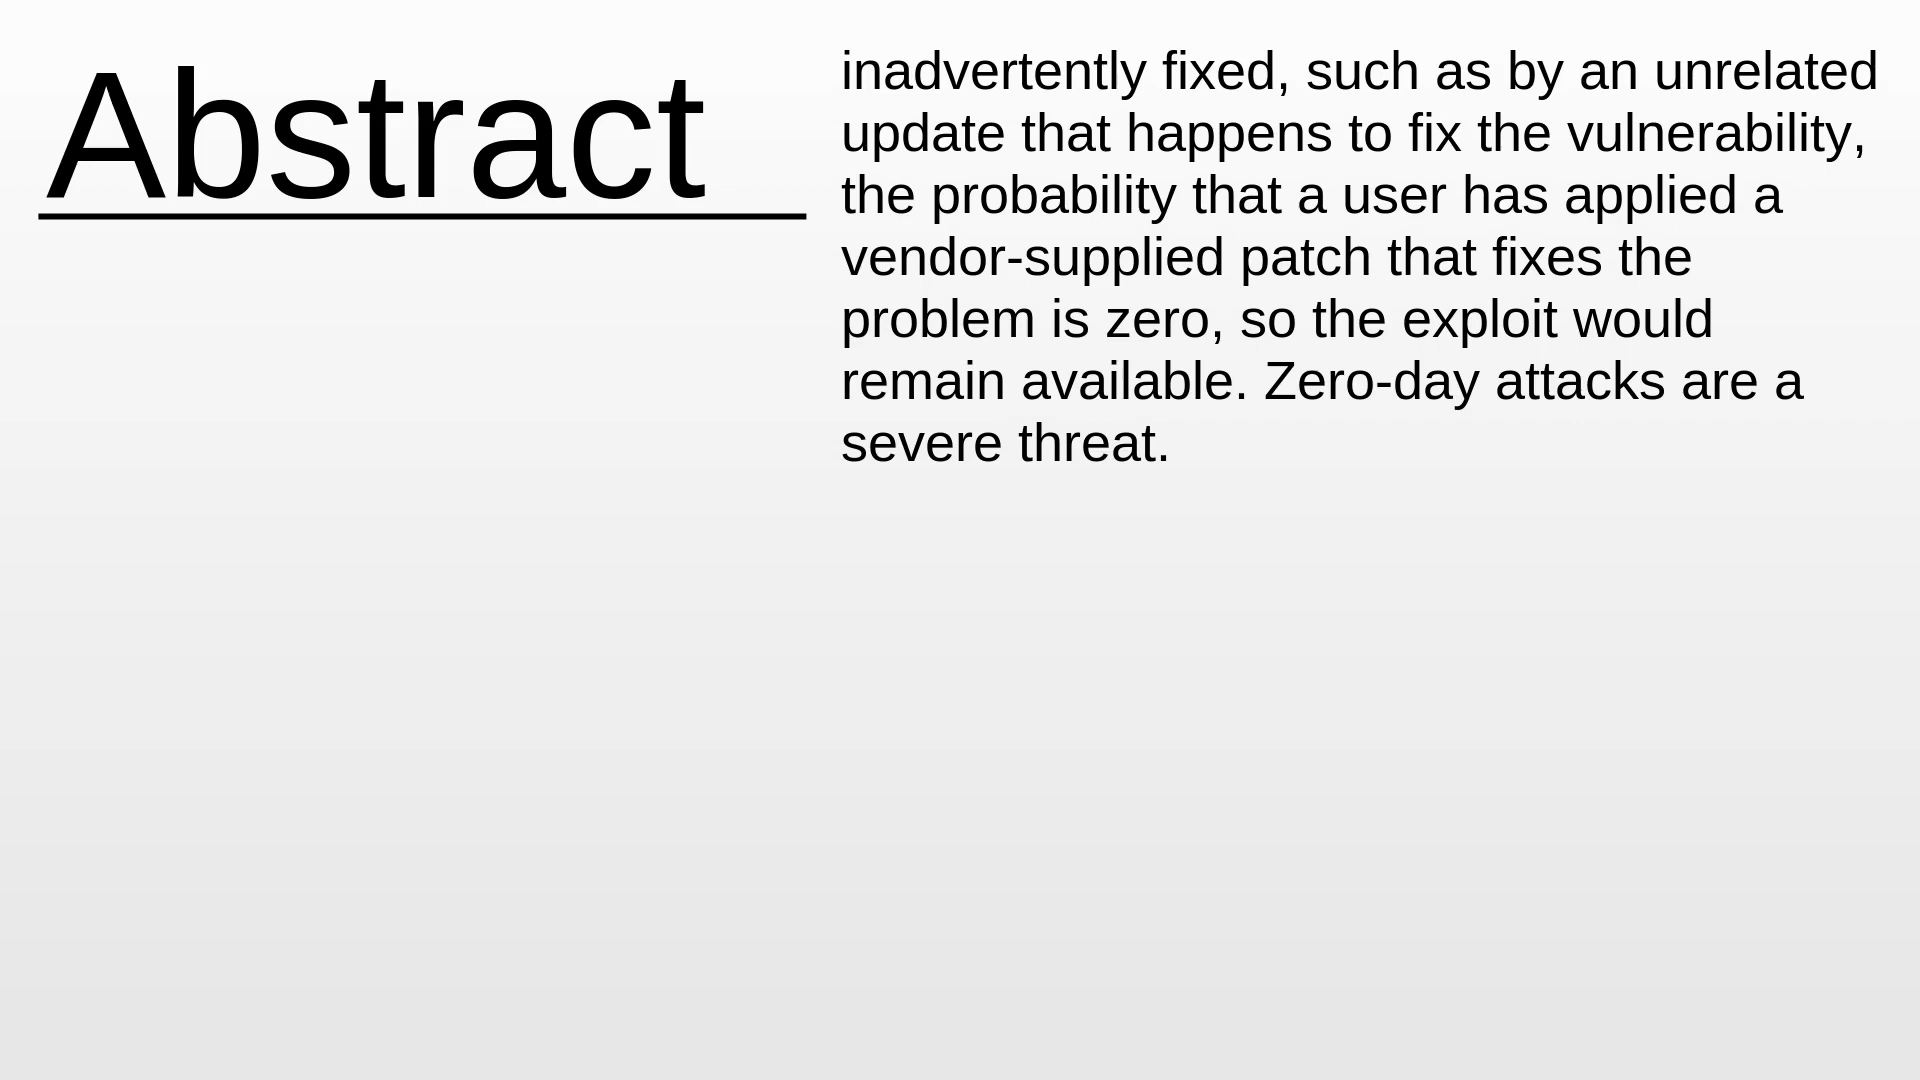 Abstract
inadvertently fixed, such as by an unrelated
update that happens to fix the vulnerability,
the probability that a user has applied a
vendor-supplied patch that fixes the
problem is zero, so the exploit would
remain available. Zero-day attacks are a
severe threat.